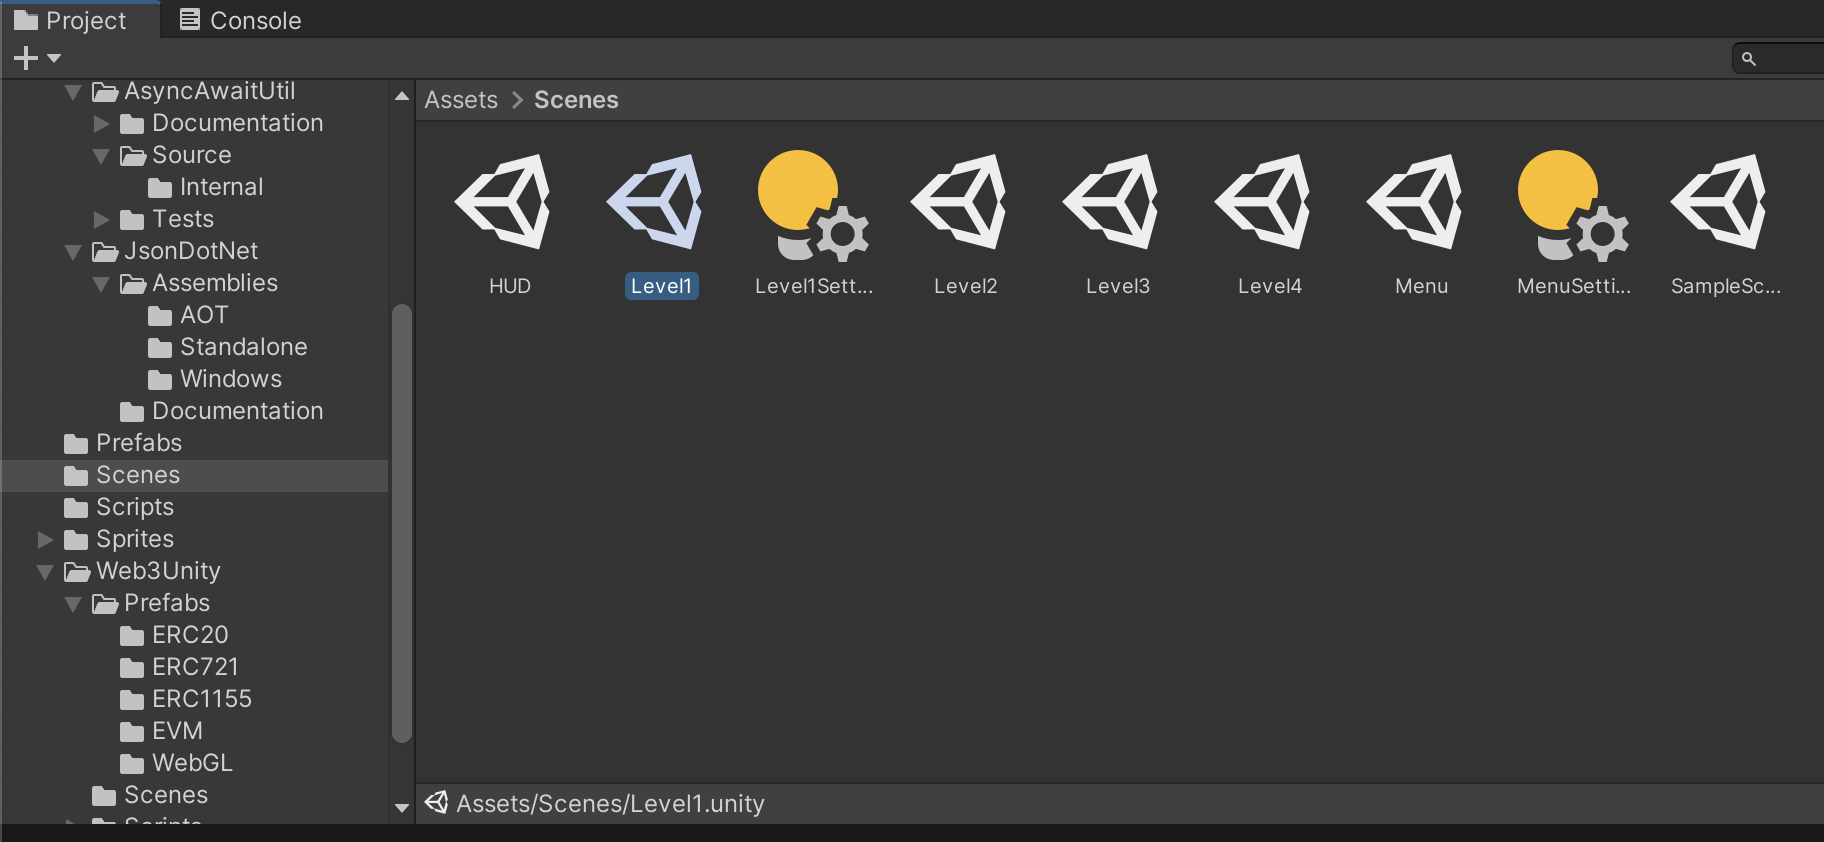 Project
Console
AsyncAwaitUtil
Documentation
Source
Internal
Tests
JsonDotNet
Assemblies
AOT
Standalone
Windows
Documentation
Prefabs
Scenes
Scripts
Sprites
Web3Unity
Prefabs
ERC20
ERC721
ERC1155
EVM
WebGL
Scenes
Scripts
Assets > Scenes
HUD
Level1
Level1Sett...
Level2
Level3
Level4
Menu
MenuSetti...
SampleSc...
Assets/Scenes/Level1.unity